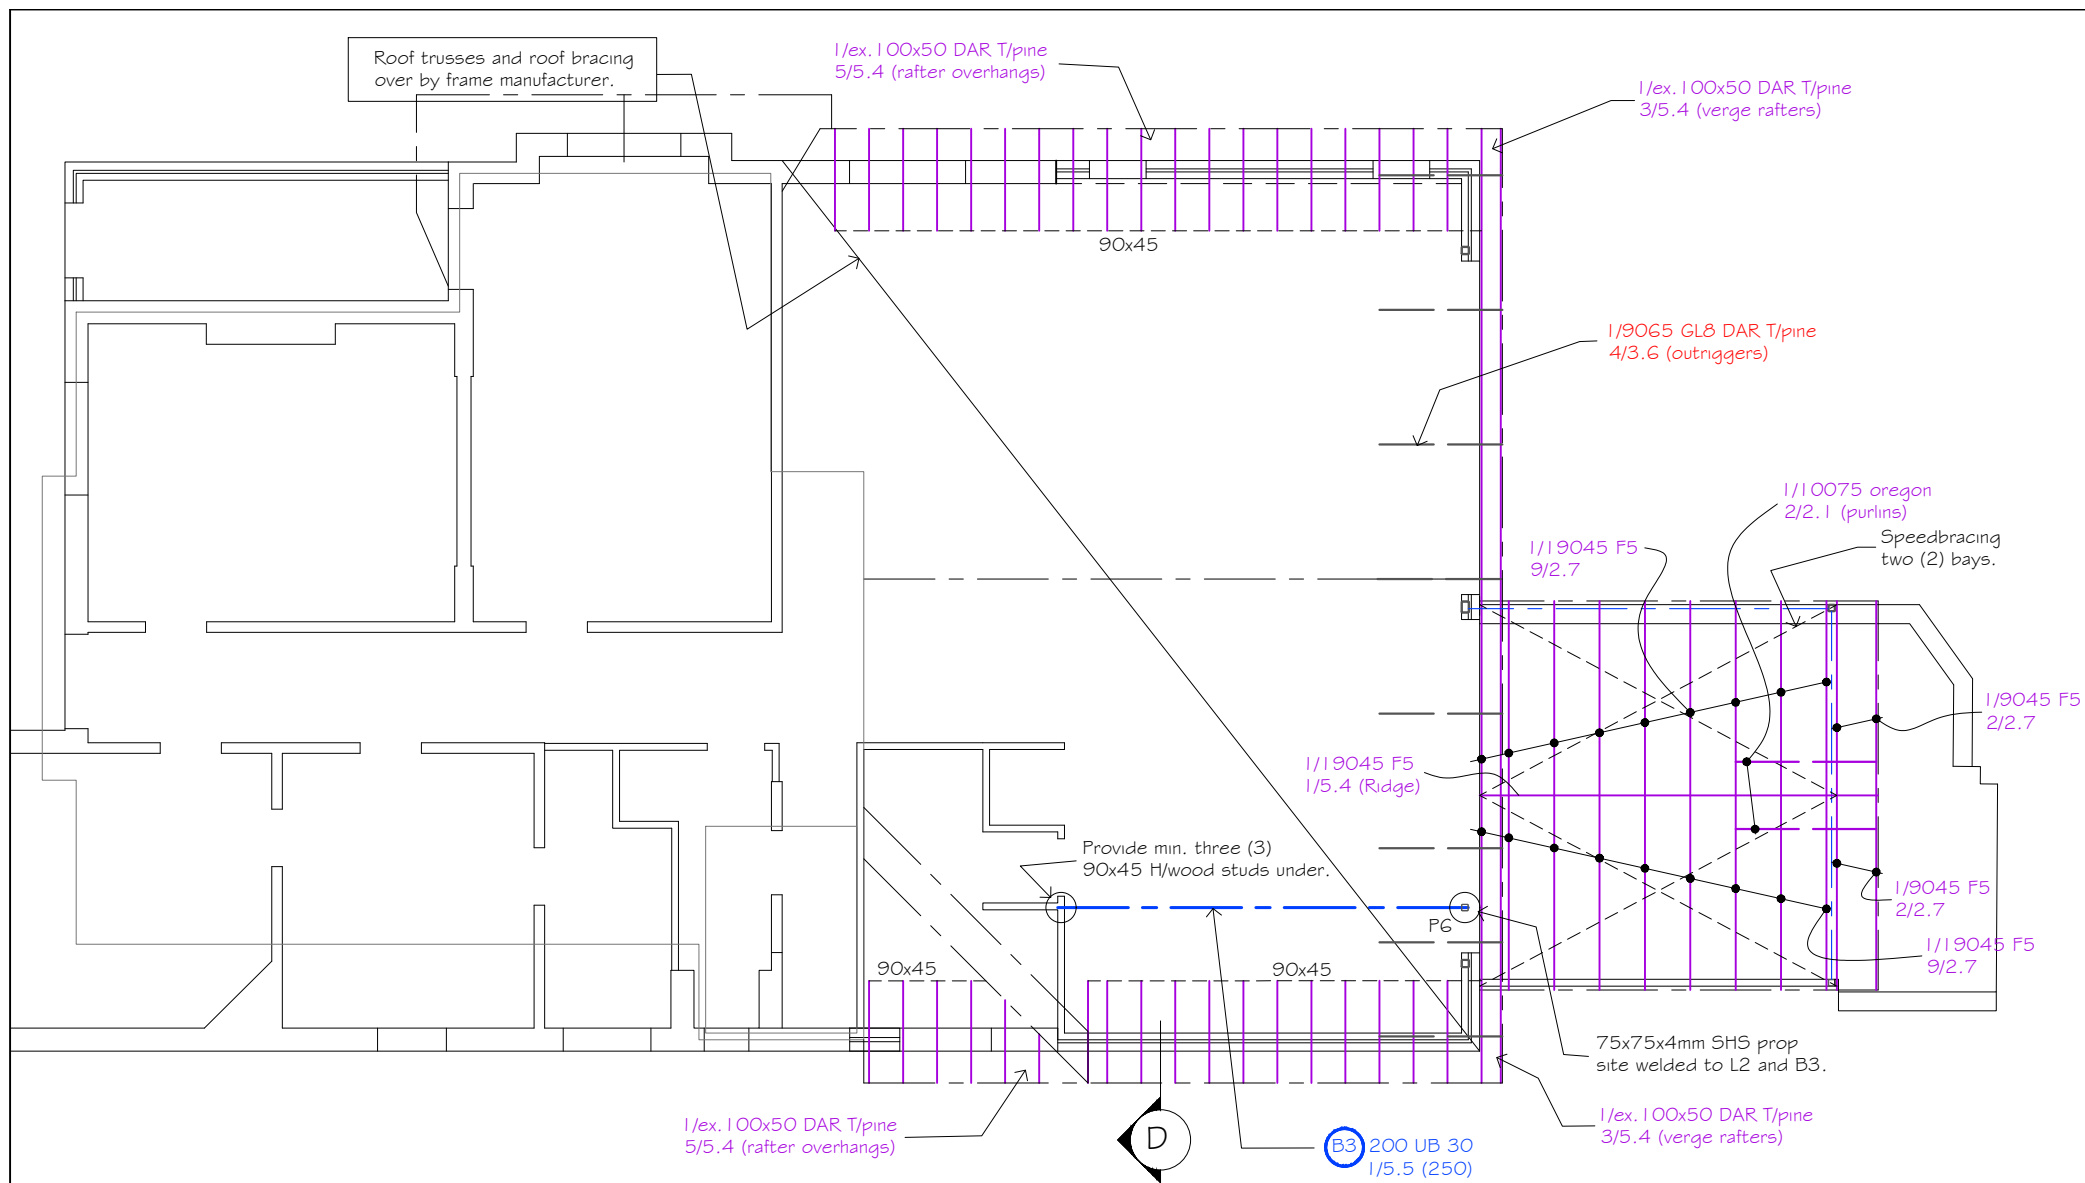 Roof trusses and roof bracing
over by frame manufacturer.
1/ex.100x50 DAR T/pine
5/5.4 (rafter overhangs)
1/ex.100x50 DAR T/pine
3/5.4 (verge rafters)
90x45
1/9065 GL8 DAR T/pine
4/3.6 (outriggers)
1/10075 oregon
2/2.1 (purlins)
Speedbracing
two (2) bays.
1/19045 F5
9/2.7
1/9045 F5
2/2.7
1/19045 F5
1/5.4 (Ridge)
Provide min. three (3)
90x45 H/wood studs under.
1/9045 F5
2/2.7
P6
1/19045 F5
9/2.7
90x45
90x45
75x75x4mm SHS prop
site welded to L2 and B3.
1/ex.100x50 DAR T/pine
5/5.4 (rafter overhangs)
D
B3 200 UB 30
1/5.5 (250)
1/ex.100x50 DAR T/pine
3/5.4 (verge rafters)